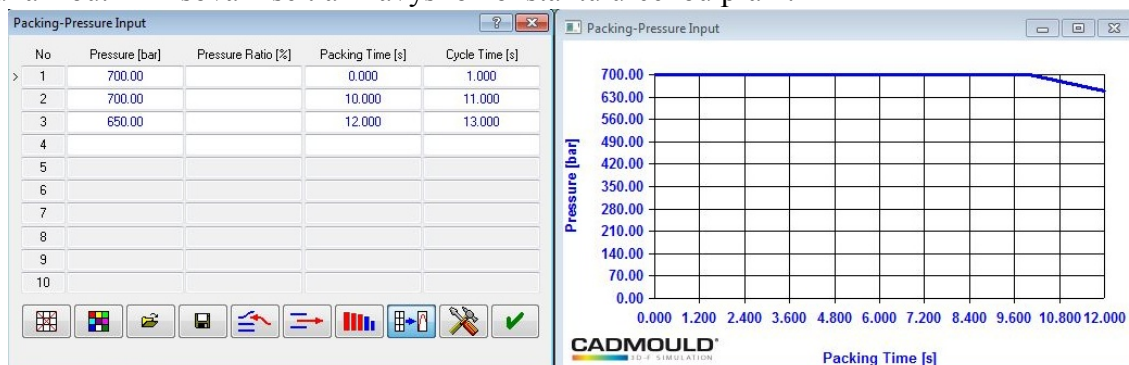 Packing-Pressure Input
No Pressure [bar] Pressure Ratio [%] Packing Time [s] Cycle Time [s]
> 1 700.00 0.000 1.000
2 700.00 10.000 11.000
3 650.00 12.000 13.000
4
5
6
7
8
9
10
Packing-Pressure Input
Pressure [bar]
700.00
630.00
560.00
490.00
420.00
350.00
280.00
210.00
140.00
70.00
0.00
0.000 1.200 2.400 3.600 4.800 6.000 7.200 8.400 9.600 10.800 12.000
CADMOULD®
3D-F SIMULATION
Packing Time [s]